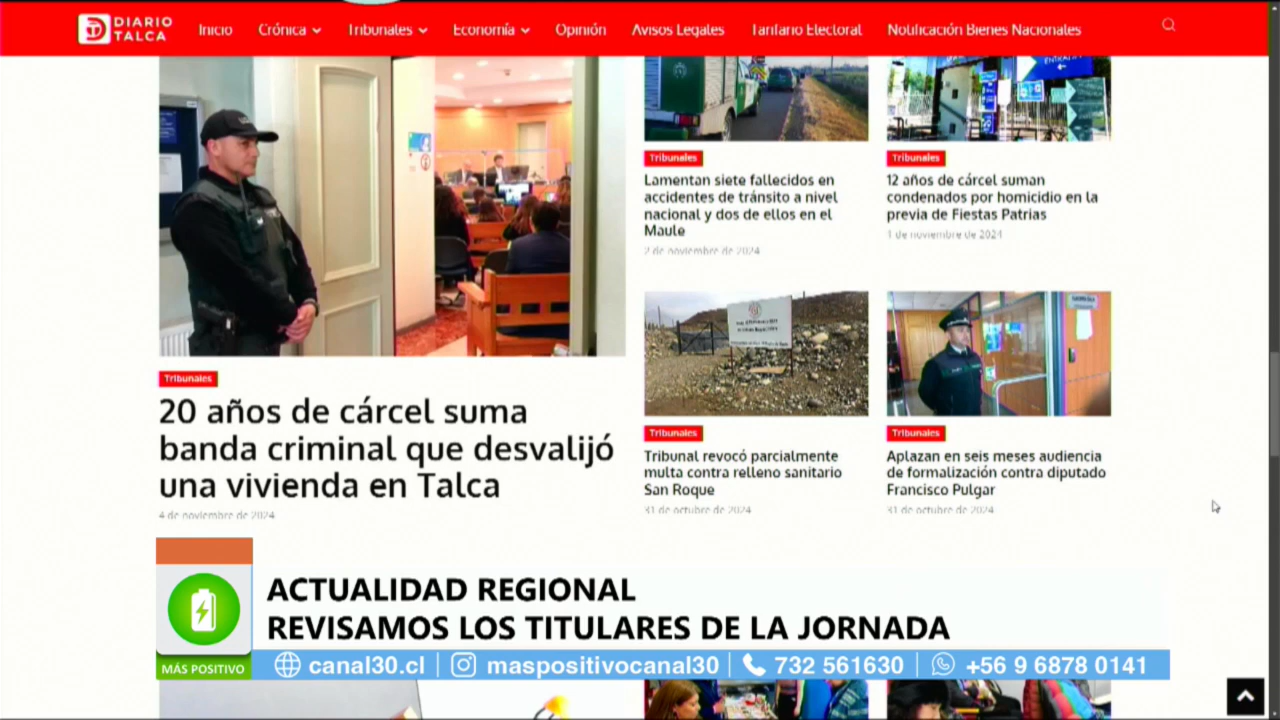 DIARIO
TALCA
Inicio
Crónica
Tribunales
Economía
Opinión
Avisos Legales
Tarifario Electoral
Notificación Bienes Nacionales
Tribunales
20 años de cárcel suma
banda criminal que desvalijó
una vivienda en Talca
4 de noviembre de 2024
Tribunales
Lamentan siete fallecidos en
accidentes de tránsito a nivel
nacional y dos de ellos en el
Maule
2 de noviembre de 2024
Tribunales
12 años de cárcel suman
condenados por homicidio en la
previa de Fiestas Patrias
1 de noviembre de 2024
Tribunales
Tribunal revocó parcialmente
multa contra relleno sanitario
San Roque
31 de octubre de 2024
Tribunales
Aplazan en seis meses audiencia
de formalización contra diputado
Francisco Pulgar
31 de octubre de 2024
ACTUALIDAD REGIONAL
REVISAMOS LOS TITULARES DE LA JORNADA
MÁS POSITIVO
canal30.cl
maspositivocanal30
732 561630
+56 9 6878 0141